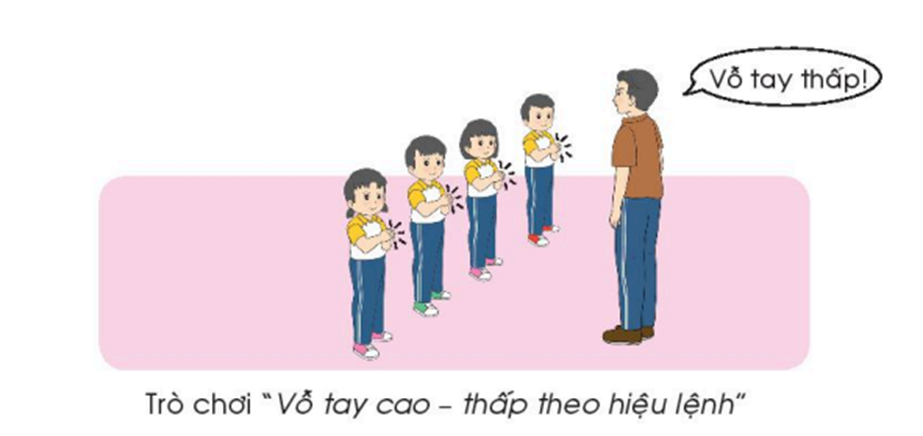 Vỗ tay thấp!
Trò chơi “Vỗ tay cao – thấp theo hiệu lệnh”